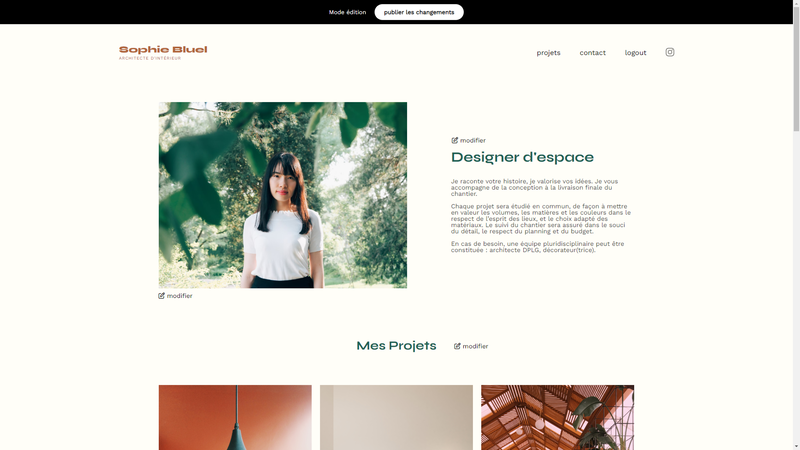 Mode édition publier les changements
Sophie Bluel
ARCHITECTE D'INTÉRIEUR
projets contact logout
modifier
Designer d'espace
Je raconte votre histoire, je valorise vos idées. Je vous
accompagne de la conception à la livraison finale du
chantier.
Chaque projet sera étudié en commun, de façon à mettre
en valeur les volumes, les matières et les couleurs dans le
respect de l'esprit des lieux, et le choix adapté des
matériaux. Le suivi du chantier sera assuré dans le souci
du détail, le respect du planning et du budget.
En cas de besoin, une équipe pluridisciplinaire peut être
constituée : architecte DPLG, décorateur(trice).
modifier
Mes Projets modifier